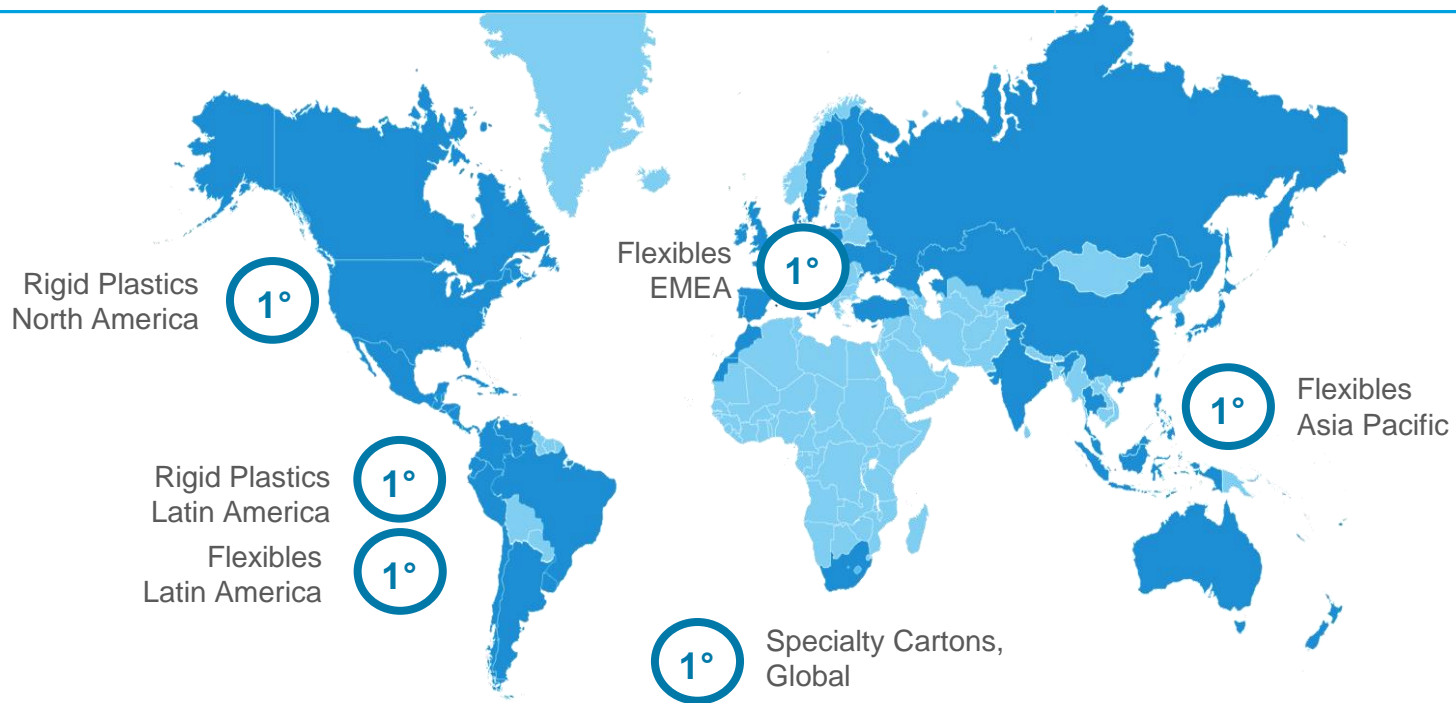 Flexibles
EMEA
1°
Rigid Plastics
North America
1°
Flexibles
Asia Pacific
1°
Rigid Plastics
Latin America
1°
Flexibles
Latin America
1°
Specialty Cartons,
Global
1°